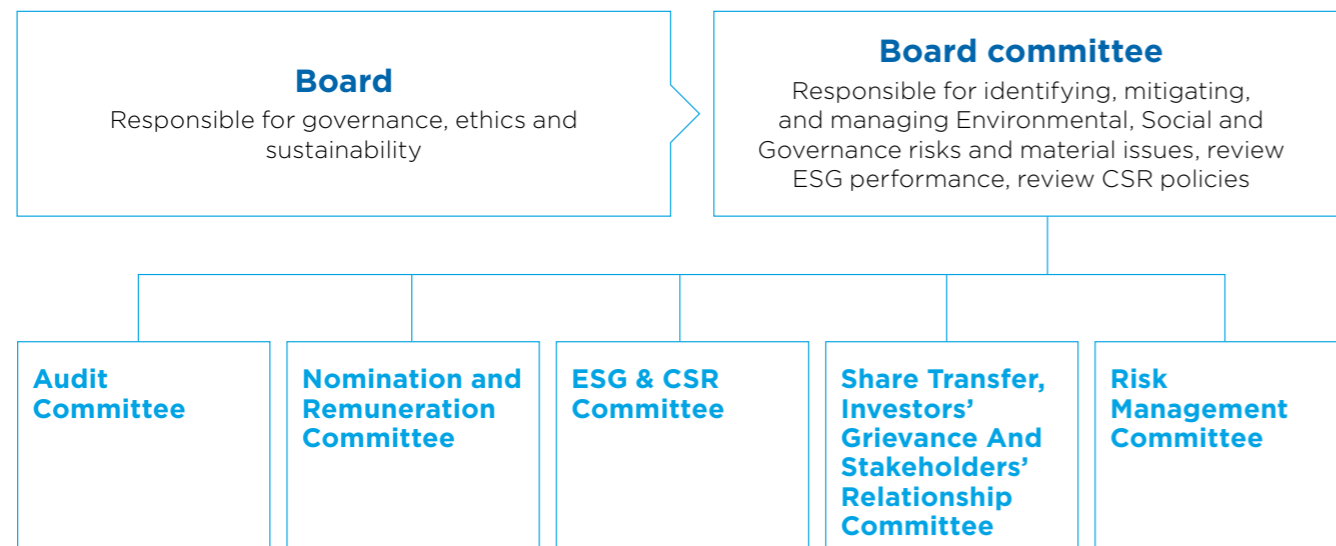 Board
Responsible for governance, ethics and
sustainability
Board committee
Responsible for identifying, mitigating,
and managing Environmental, Social and
Governance risks and material issues, review
ESG performance, review CSR policies
Audit
Committee
Nomination and
Remuneration
Committee
ESG & CSR
Committee
Share Transfer,
Investors’
Grievance And
Stakeholders’
Relationship
Committee
Risk
Management
Committee